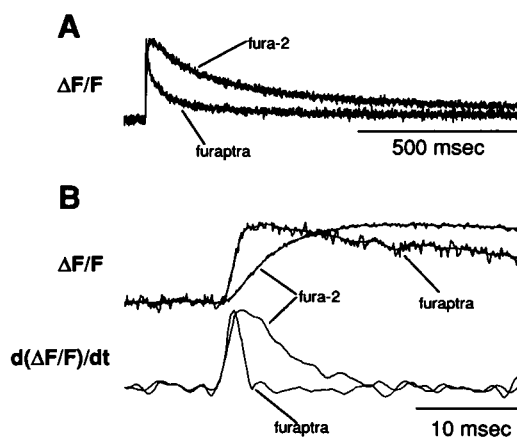 A
fura-2
ΔF/F
furaptra
500 msec
B
ΔF/F
fura-2
furaptra
d(ΔF/F)/dt
furaptra
10 msec